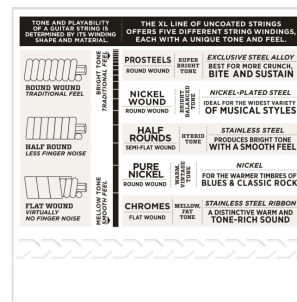 TONE AND PLAYABILITY
OF A GUITAR STRING IS
DETERMINED BY ITS WINDING
SHAPE AND MATERIAL.
THE XL LINE OF UNCOATED STRINGS
OFFERS FIVE DIFFERENT STRING WINDINGS,
EACH WITH A UNIQUE TONE AND FEEL.
ROUND WOUND
TRADITIONAL FEEL
HALF ROUND
LESS FINGER NOISE
FLAT WOUND
VIRTUALLY
NO FINGER NOISE
BRIGHT TONE
TRADITIONAL FEEL
MELLOW TONE
SMOOTH FEEL
PROSTEELS
ROUND WOUND
SUPER
BRIGHT
TONE
EXCLUSIVE STEEL ALLOY
BEST FOR MORE CRUNCH,
BITE AND SUSTAIN
NICKEL
WOUND
ROUND WOUND
BRIGHT
BALANCED
TONE
NICKEL-PLATED STEEL
IDEAL FOR THE WIDEST VARIETY
OF MUSICAL STYLES
HALF
ROUNDS
SEMI-FLAT WOUND
HYBRID
TONE
STAINLESS STEEL
PRODUCES BRIGHT TONE
WITH A SMOOTH FEEL
PURE
NICKEL
ROUND WOUND
WARM,
VINTAGE
TONE
NICKEL
FOR THE WARMER TIMBRES OF
BLUES & CLASSIC ROCK
CHROMES
FLAT WOUND
MELLOW,
FAT
TONE
STAINLESS STEEL RIBBON
A DISTINCTIVE WARM AND
TONE-RICH SOUND